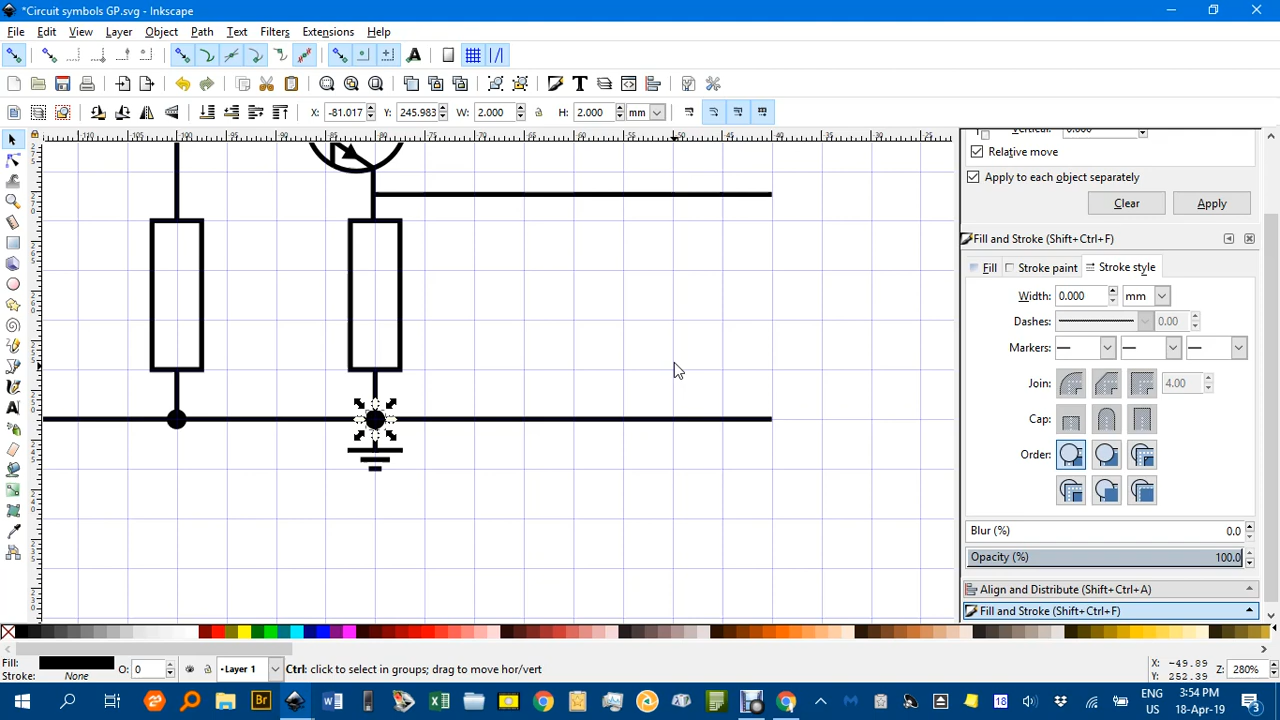 *Circuit symbols GP.svg - Inkscape
File Edit View Layer Object Path Text Filters Extensions Help
X: -81.017 Y: 245.983 W: 2.000 H: 2.000 mm
Relative move
Apply to each object separately
Clear Apply
Fill and Stroke (Shift+Ctrl+F)
Fill Stroke paint Stroke style
Width: 0.000 mm
Dashes: 0.00
Markers:
Join: 4.00
Cap:
Order:
Blur (%) 0.0
Opacity (%) 100.0
Align and Distribute (Shift+Ctrl+A)
Fill and Stroke (Shift+Ctrl+F)
Fill:
Stroke: None
O: 0
Layer 1
Ctrl: click to select in groups; drag to move hor/vert
X: -49.89
Y: 252.39
Z: 280%
Br
18
ENG
US
3:54 PM
18-Apr-19
3